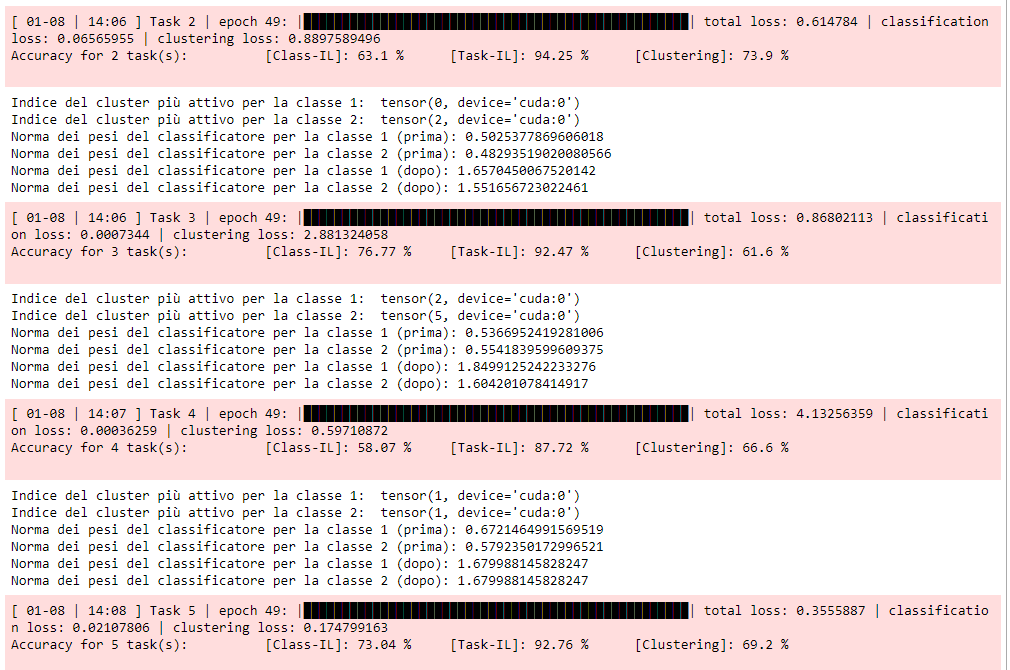 [ 01-08 | 14:06 ] Task 2 | epoch 49: || total loss: 0.614784 | classification
loss: 0.06565955 | clustering loss: 0.8897589496
Accuracy for 2 task(s): [Class-IL]: 63.1 % [Task-IL]: 94.25 % [Clustering]: 73.9 %
Indice del cluster più attivo per la classe 1: tensor(0, device='cuda:0')
Indice del cluster più attivo per la classe 2: tensor(2, device='cuda:0')
Norma dei pesi del classificatore per la classe 1 (prima): 0.5025377869606018
Norma dei pesi del classificatore per la classe 2 (prima): 0.48293519020080566
Norma dei pesi del classificatore per la classe 1 (dopo): 1.6570450067520142
Norma dei pesi del classificatore per la classe 2 (dopo): 1.551656723022461
[ 01-08 | 14:06 ] Task 3 | epoch 49: || total loss: 0.86802113 | classificati
on loss: 0.0007344 | clustering loss: 2.881324058
Accuracy for 3 task(s): [Class-IL]: 76.77 % [Task-IL]: 92.47 % [Clustering]: 61.6 %
Indice del cluster più attivo per la classe 1: tensor(2, device='cuda:0')
Indice del cluster più attivo per la classe 2: tensor(5, device='cuda:0')
Norma dei pesi del classificatore per la classe 1 (prima): 0.5366952419281006
Norma dei pesi del classificatore per la classe 2 (prima): 0.5541839599609375
Norma dei pesi del classificatore per la classe 1 (dopo): 1.8499125242233276
Norma dei pesi del classificatore per la classe 2 (dopo): 1.604201078414917
[ 01-08 | 14:07 ] Task 4 | epoch 49: || total loss: 4.13256359 | classificati
on loss: 0.00036259 | clustering loss: 0.59710872
Accuracy for 4 task(s): [Class-IL]: 58.07 % [Task-IL]: 87.72 % [Clustering]: 66.6 %
Indice del cluster più attivo per la classe 1: tensor(1, device='cuda:0')
Indice del cluster più attivo per la classe 2: tensor(1, device='cuda:0')
Norma dei pesi del classificatore per la classe 1 (prima): 0.6721464991569519
Norma dei pesi del classificatore per la classe 2 (prima): 0.5792350172996521
Norma dei pesi del classificatore per la classe 1 (dopo): 1.679988145828247
Norma dei pesi del classificatore per la classe 2 (dopo): 1.679988145828247
[ 01-08 | 14:08 ] Task 5 | epoch 49: || total loss: 0.3555887 | classificatio
n loss: 0.02107806 | clustering loss: 0.174799163
Accuracy for 5 task(s): [Class-IL]: 73.04 % [Task-IL]: 92.76 % [Clustering]: 69.2 %